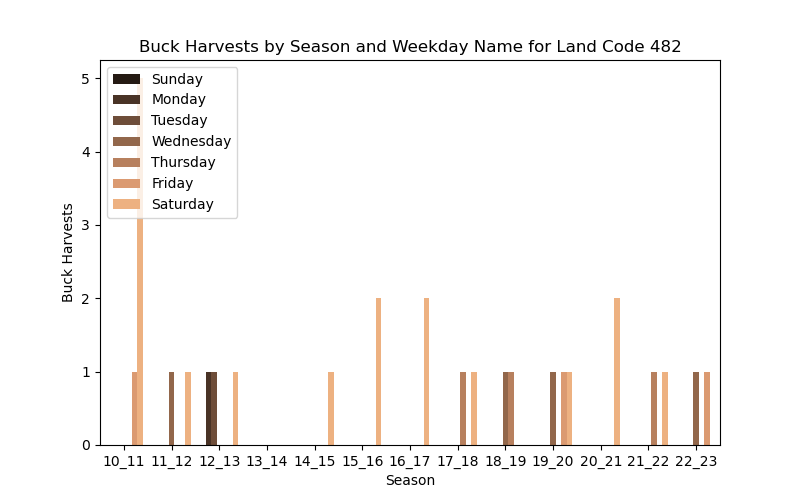 Buck Harvests by Season and Weekday Name for Land Code 482
Buck Harvests
5
4
3
2
1
0
Sunday
Monday
Tuesday
Wednesday
Thursday
Friday
Saturday
10_11 11_12 12_13 13_14 14_15 15_16 16_17 17_18 18_19 19_20 20_21 21_22 22_23
Season